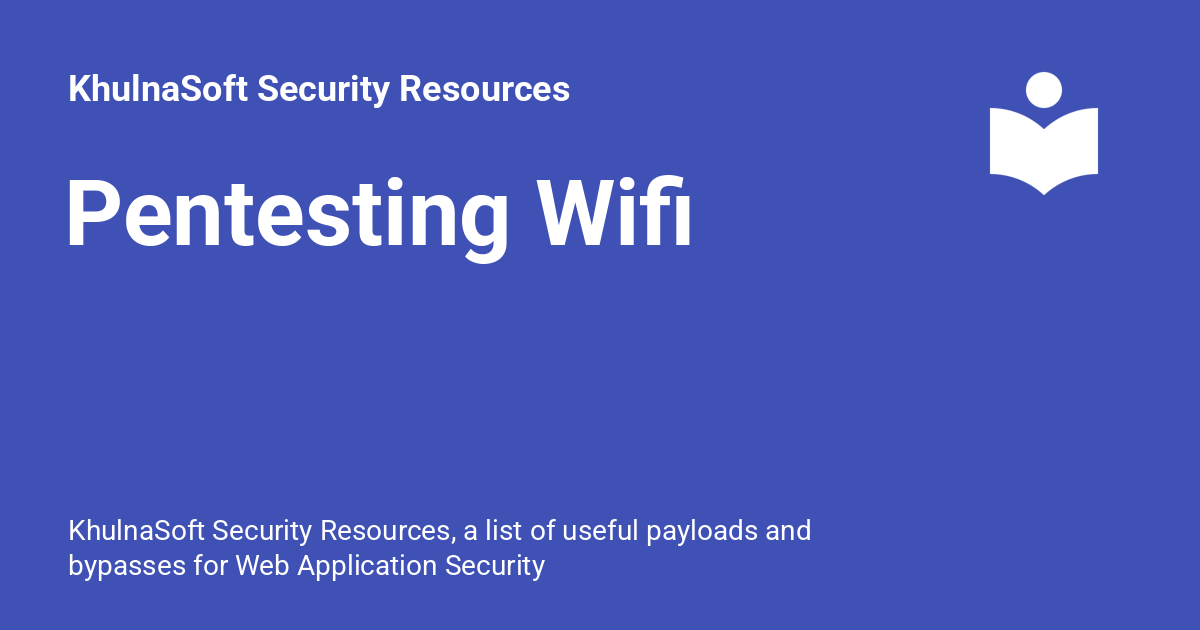 KhulnaSoft Security Resources
Pentesting Wifi
KhulnaSoft Security Resources, a list of useful payloads and
bypasses for Web Application Security